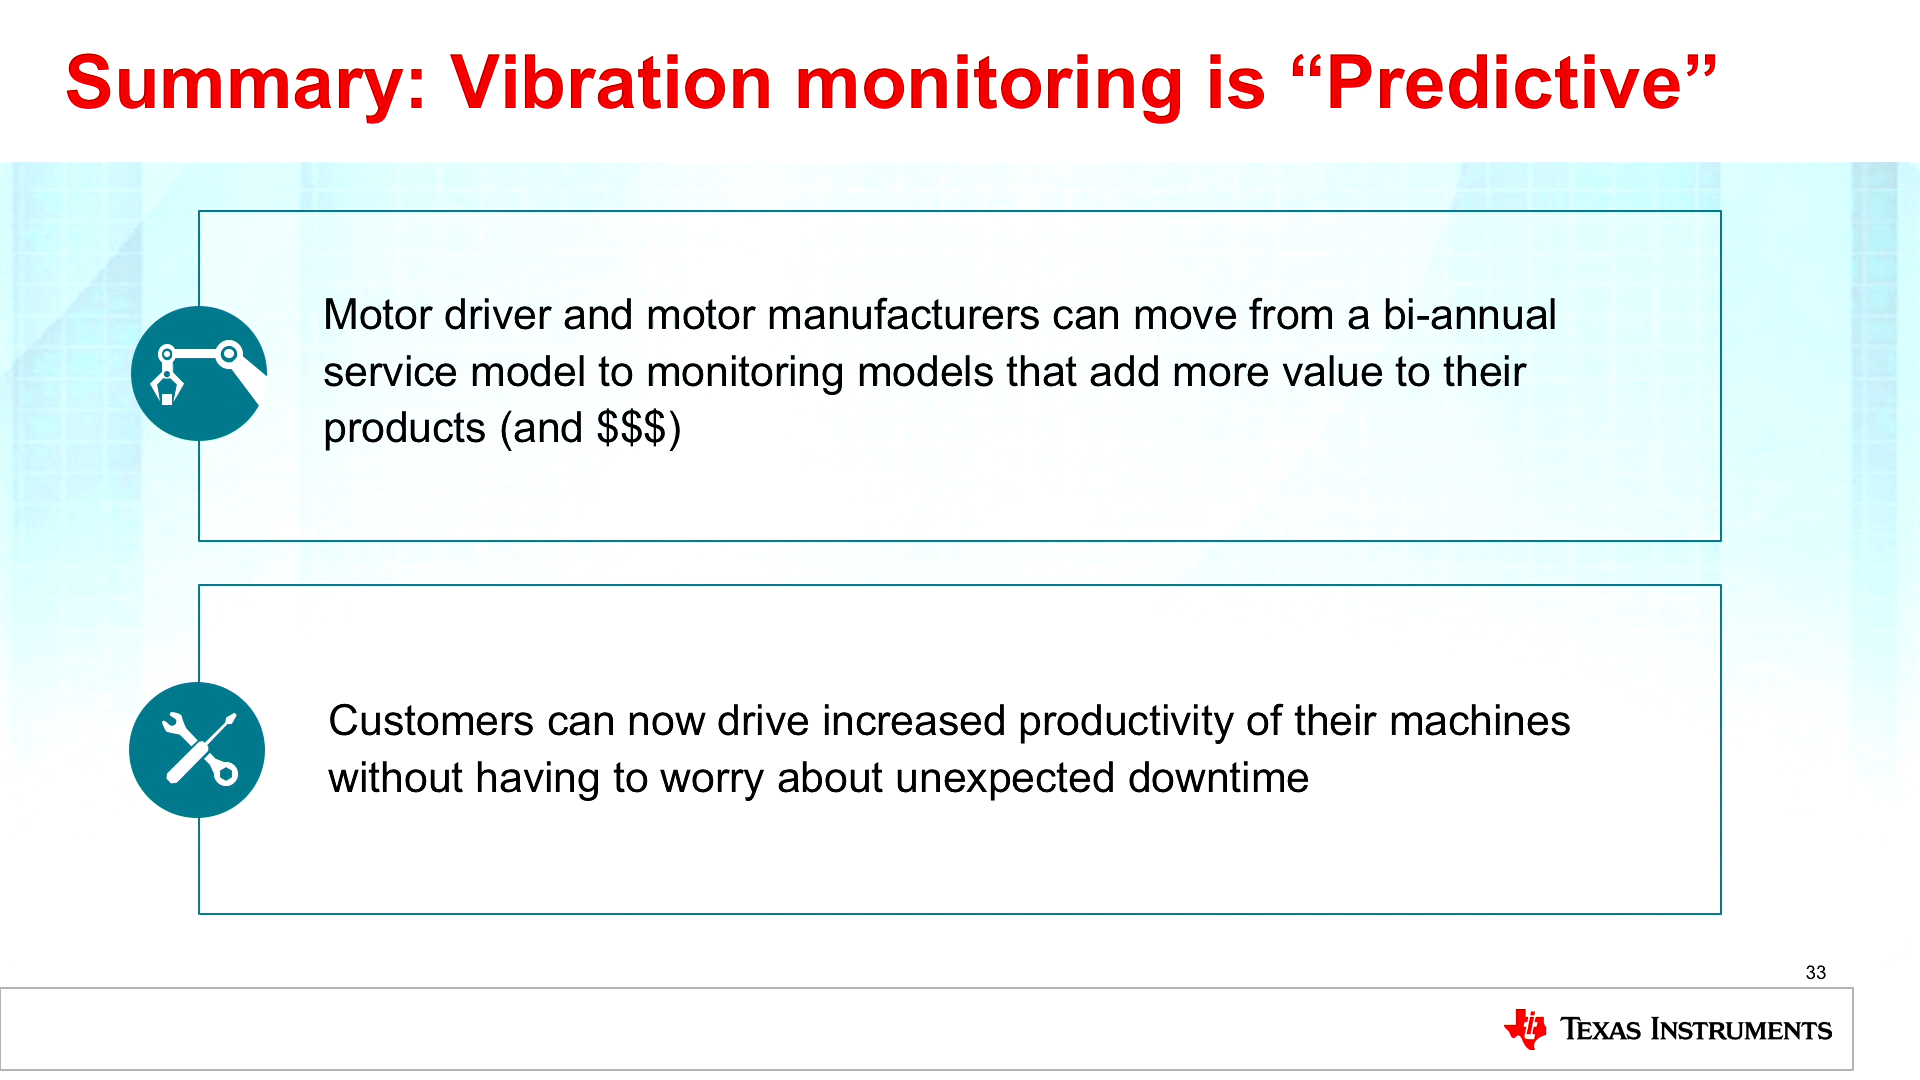 Summary: Vibration monitoring is “Predictive”
Motor driver and motor manufacturers can move from a bi-annual
service model to monitoring models that add more value to their
products (and $$$)
Customers can now drive increased productivity of their machines
without having to worry about unexpected downtime
33
TEXAS INSTRUMENTS